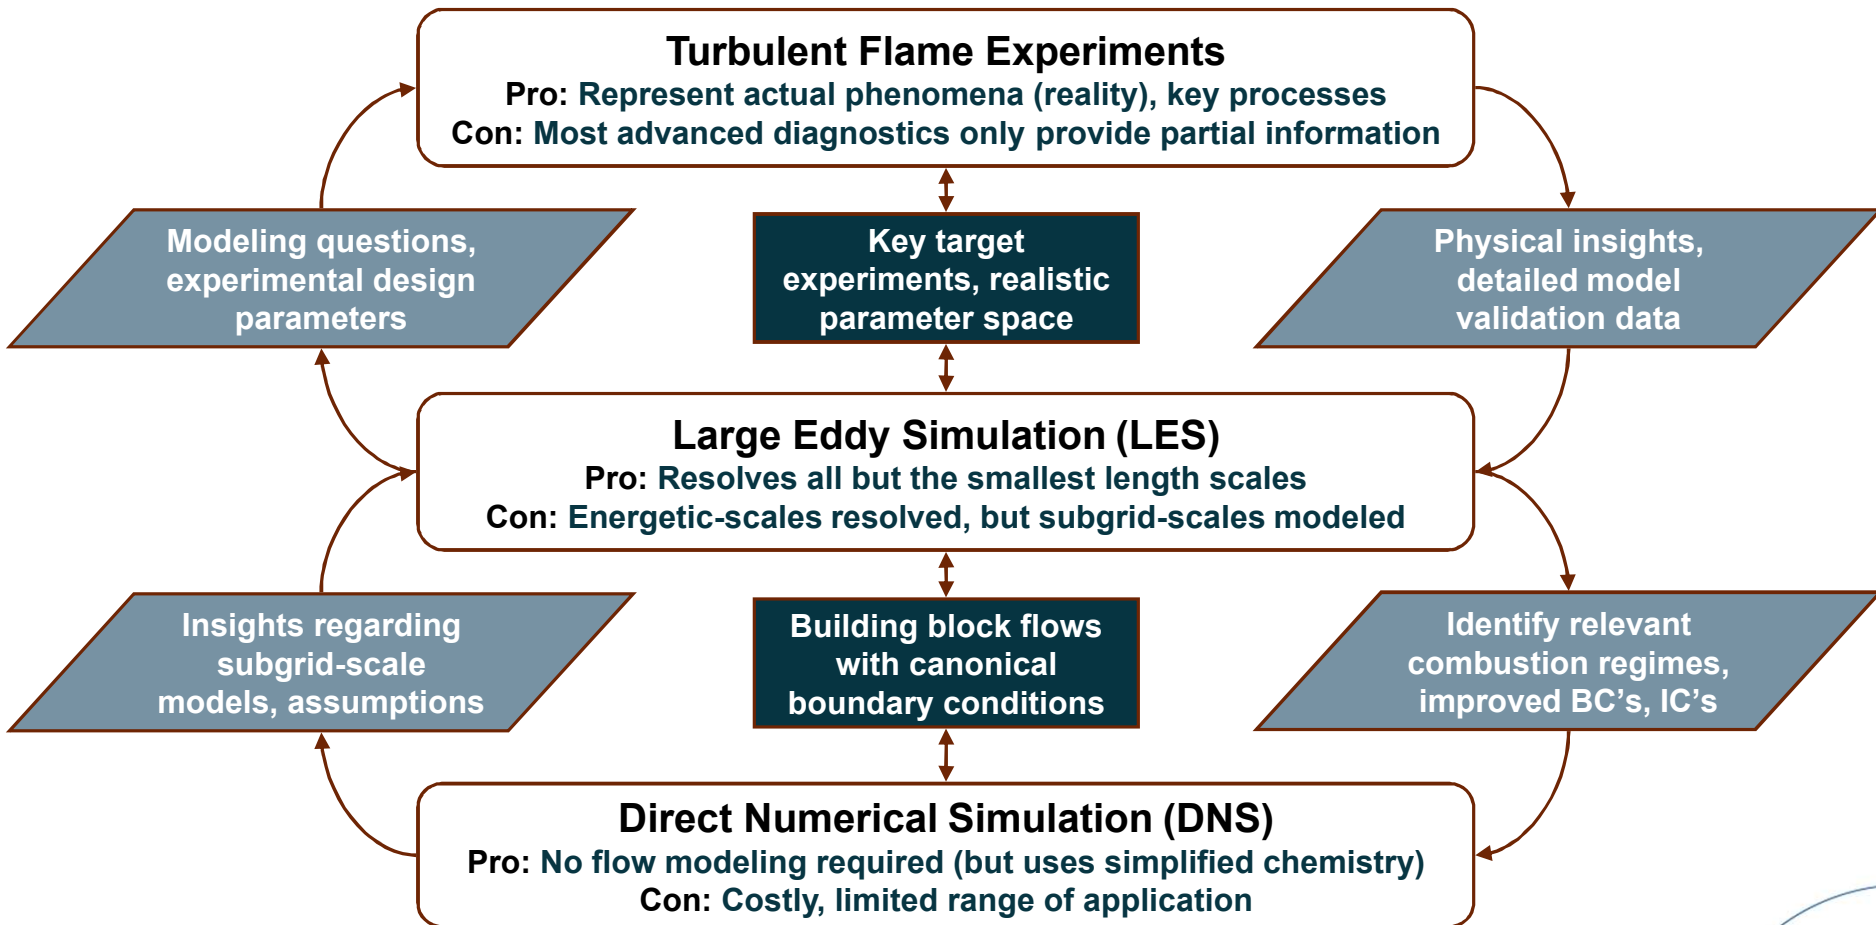 Turbulent Flame Experiments
Pro: Represent actual phenomena (reality), key processes
Con: Most advanced diagnostics only provide partial information
Modeling questions,
experimental design
parameters
Key target
experiments, realistic
parameter space
Physical insights,
detailed model
validation data
Large Eddy Simulation (LES)
Pro: Resolves all but the smallest length scales
Con: Energetic-scales resolved, but subgrid-scales modeled
Insights regarding
subgrid-scale
models, assumptions
Building block flows
with canonical
boundary conditions
Identify relevant
combustion regimes,
improved BC's, IC's
Direct Numerical Simulation (DNS)
Pro: No flow modeling required (but uses simplified chemistry)
Con: Costly, limited range of application